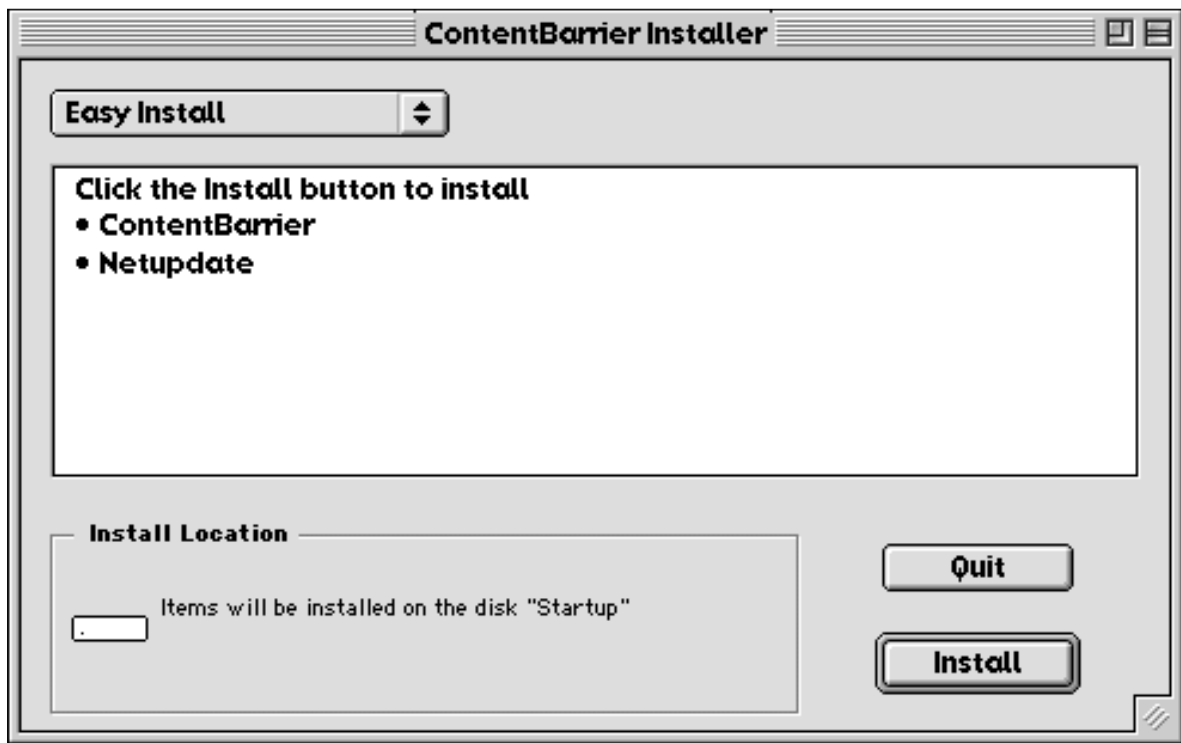 ContentBarrier Installer
Easy Install
Click the Install button to install
• ContentBarrier
• Netupdate
Install Location
Items will be installed on the disk "Startup"
Quit
Install